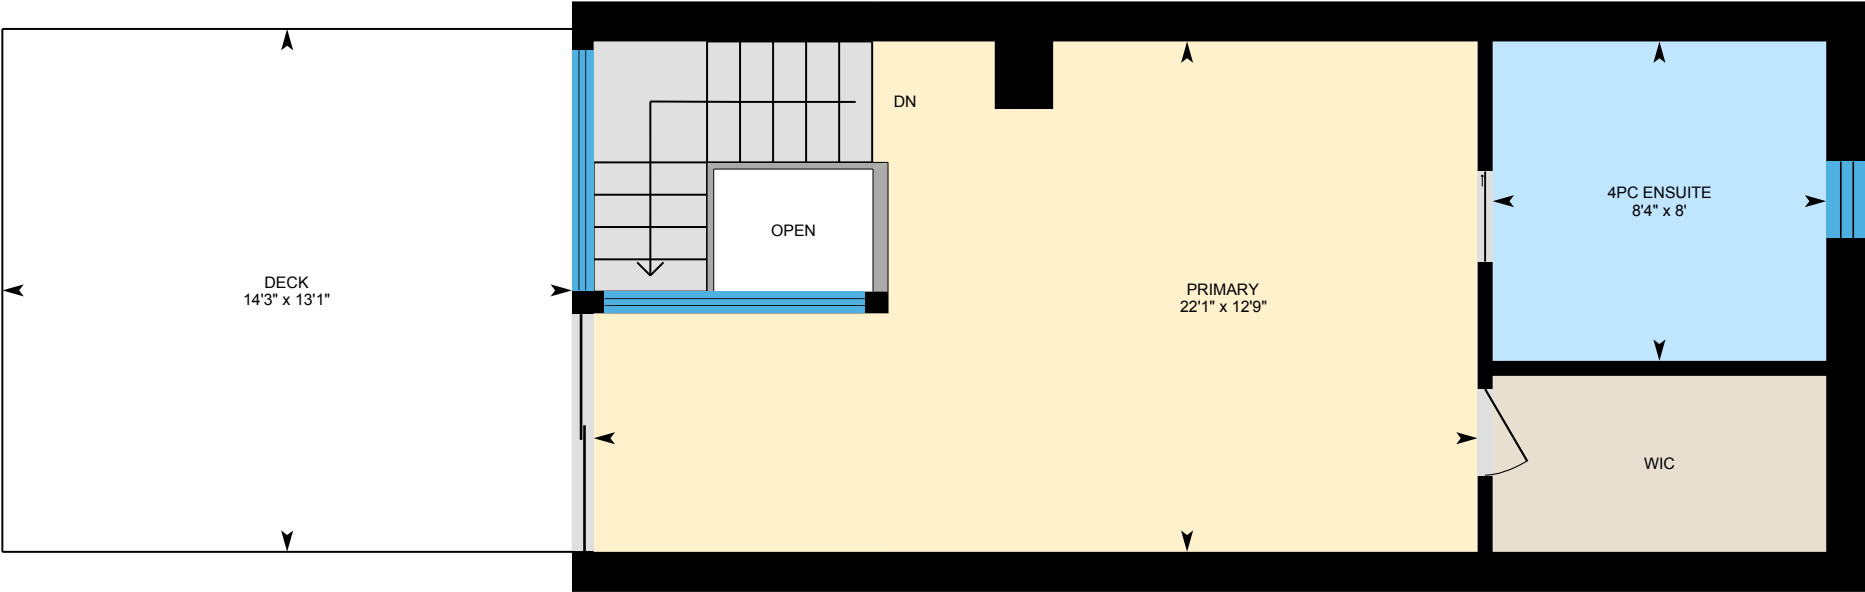 DN
4PC ENSUITE
8'4" x 8'
OPEN
DECK
14'3" x 13'1"
PRIMARY
22'1" x 12'9"
WIC